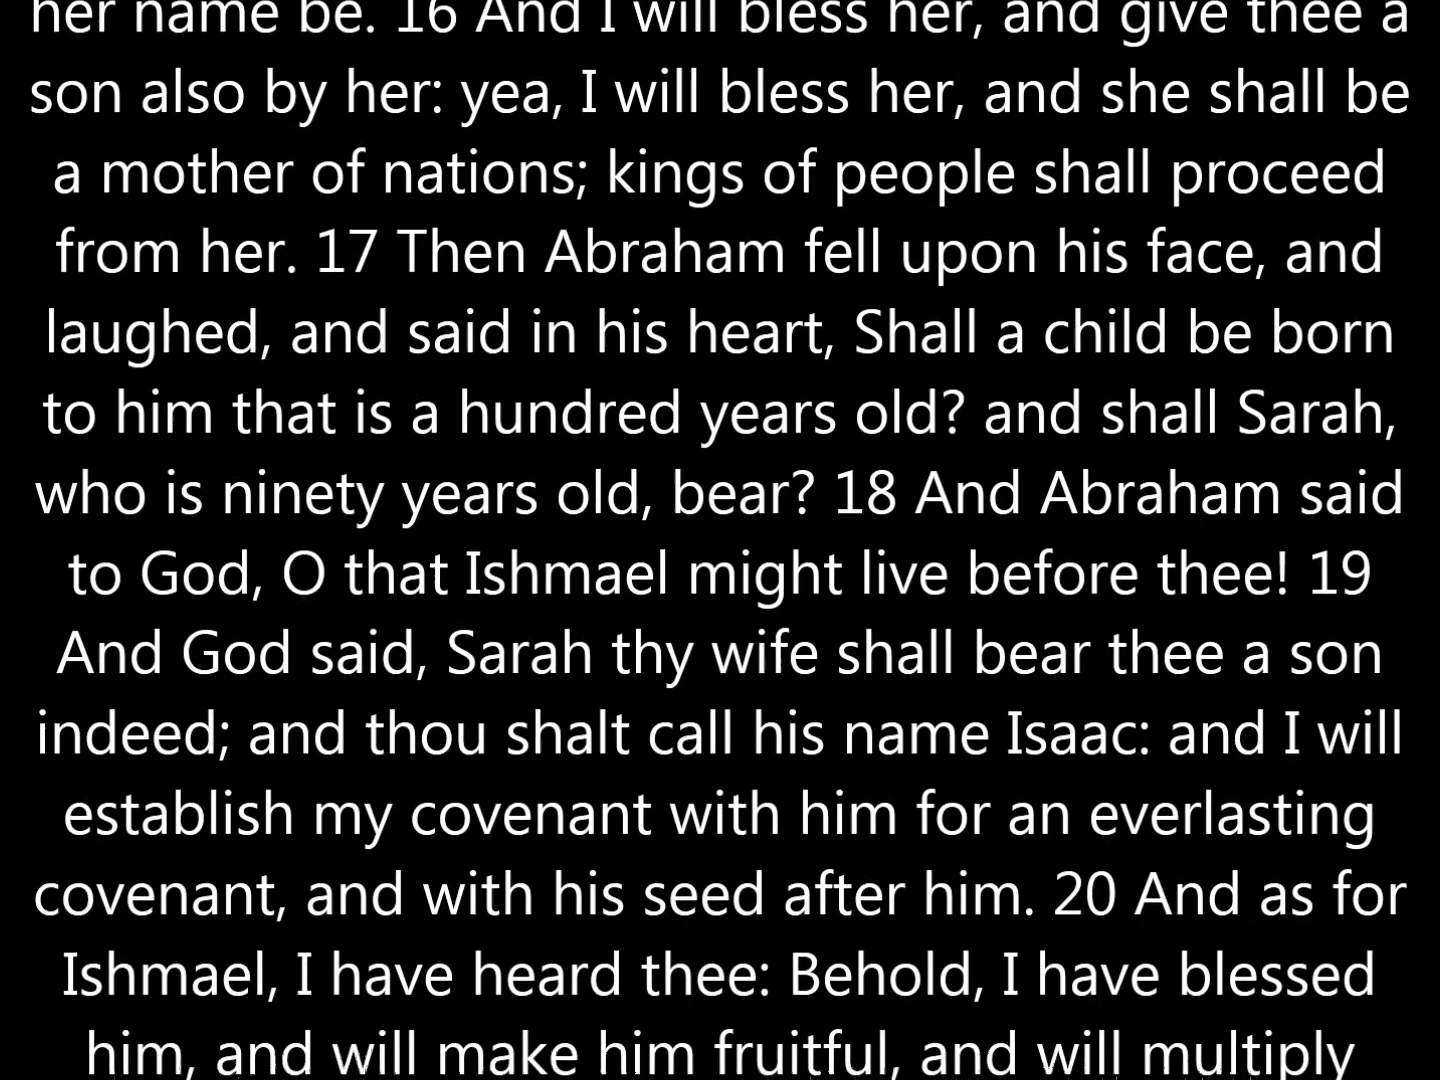 her name be. 16 And I will bless her, and give thee a
son also by her: yea, I will bless her, and she shall be
a mother of nations; kings of people shall proceed
from her. 17 Then Abraham fell upon his face, and
laughed, and said in his heart, Shall a child be born
to him that is a hundred years old? and shall Sarah,
who is ninety years old, bear? 18 And Abraham said
to God, O that Ishmael might live before thee! 19
And God said, Sarah thy wife shall bear thee a son
indeed; and thou shalt call his name Isaac: and I will
establish my covenant with him for an everlasting
covenant, and with his seed after him. 20 And as for
Ishmael, I have heard thee: Behold, I have blessed
him, and will make him fruitful, and will multiply